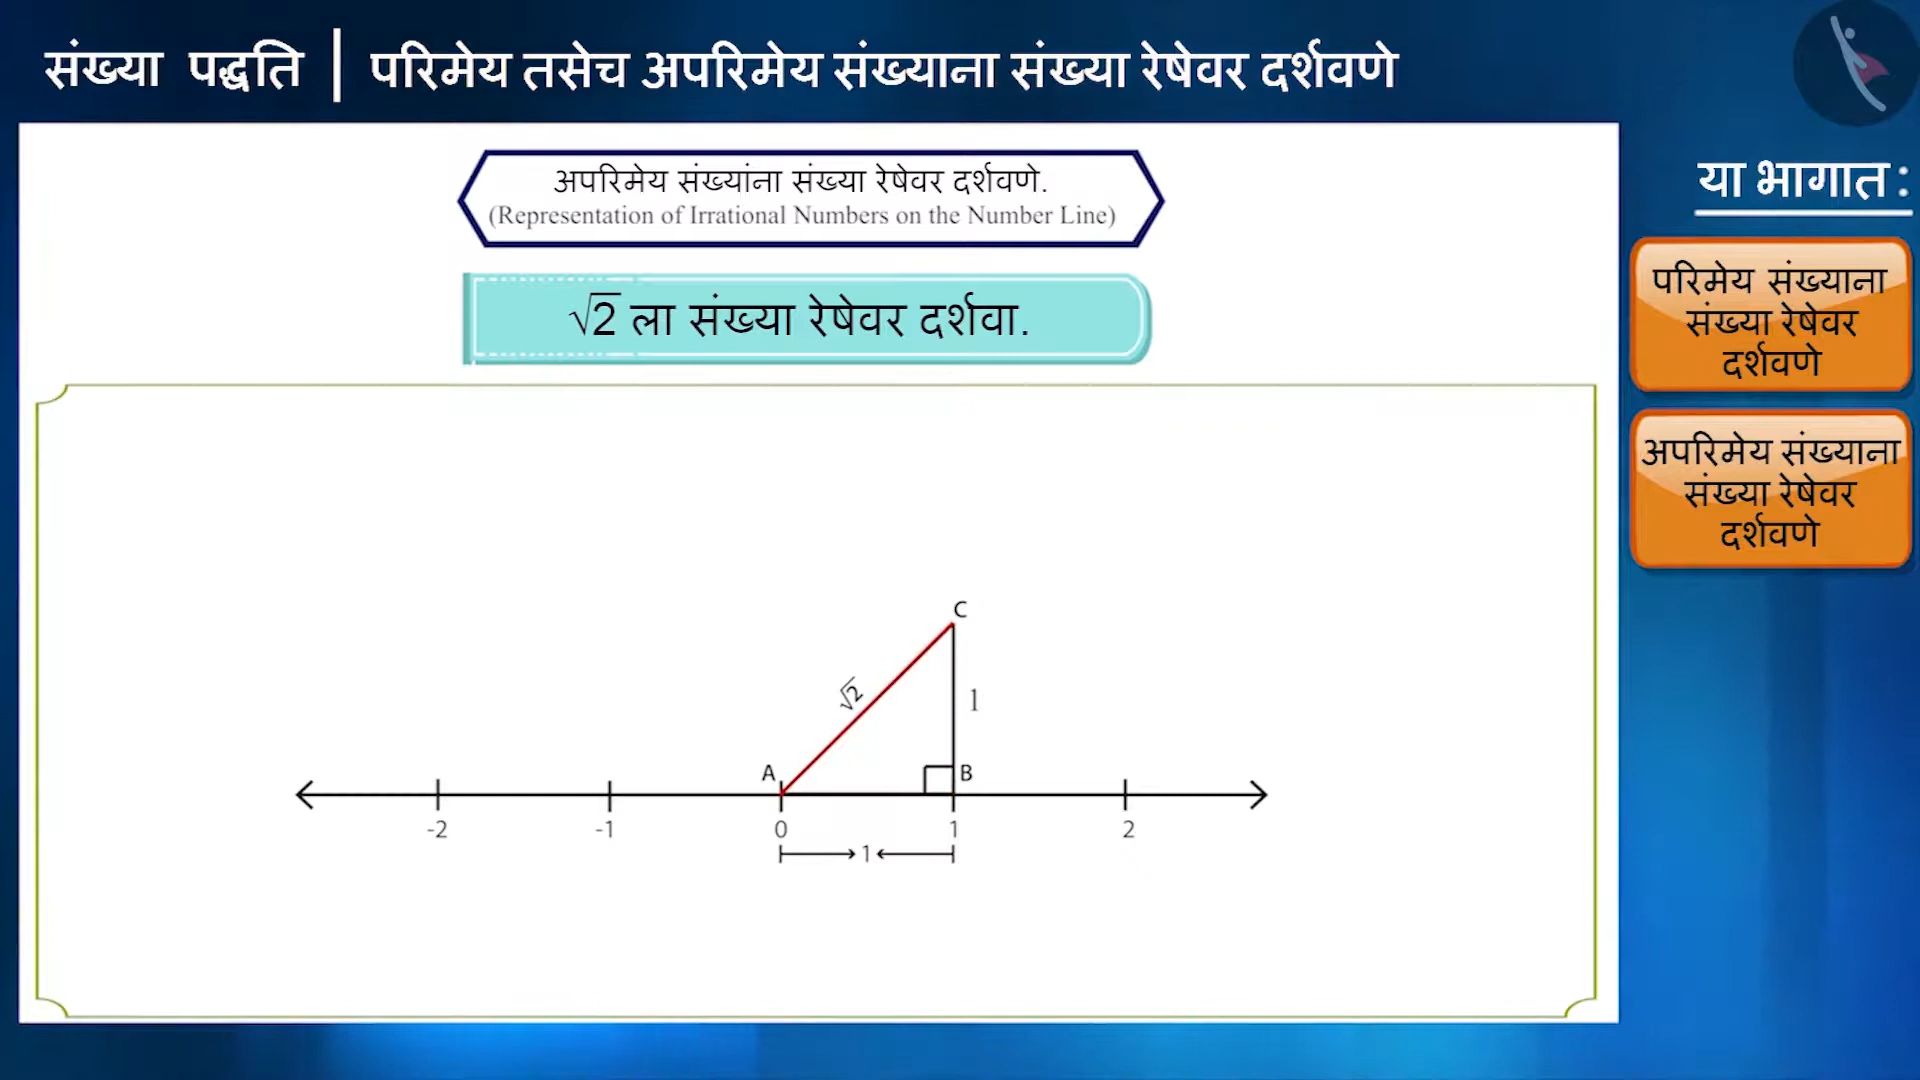 संख्या पद्धति | परिमेय तसेच अपरिमेय संख्याना संख्या रेषेवर दर्शवणे
अपरिमेय संख्यांना संख्या रेषेवर दर्शवणे.
(Representation of Irrational Numbers on the Number Line)
√2 ला संख्या रेषेवर दर्शवा.
या भागात :
परिमेय संख्याना
संख्या रेषेवर
दर्शवणे
अपरिमेय संख्याना
संख्या रेषेवर
दर्शवणे
C
√2
1
A
B
-2 -1 0 1 2
1